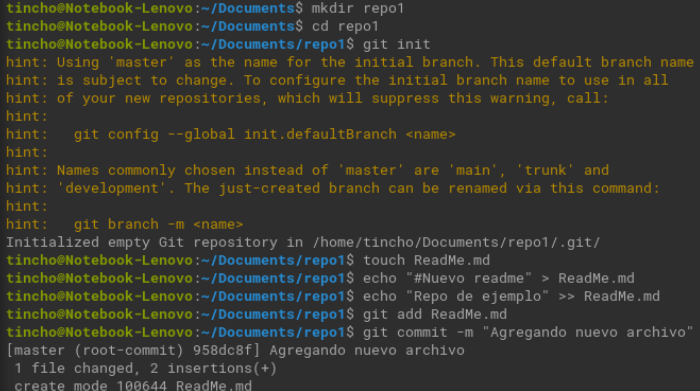 tincho@Notebook-Lenovo:~/Documents$ mkdir repo1
tincho@Notebook-Lenovo:~/Documents$ cd repo1
tincho@Notebook-Lenovo:~/Documents/repo1$ git init
hint: Using 'master' as the name for the initial branch. This default branch name
hint: is subject to change. To configure the initial branch name to use in all
hint: of your new repositories, which will suppress this warning, call:
hint:
hint:   git config --global init.defaultBranch <name>
hint:
hint: Names commonly chosen instead of 'master' are 'main', 'trunk' and
hint: 'development'. The just-created branch can be renamed via this command:
hint:
hint:   git branch -m <name>
Initialized empty Git repository in /home/tincho/Documents/repo1/.git/
tincho@Notebook-Lenovo:~/Documents/repo1$ touch ReadMe.md
tincho@Notebook-Lenovo:~/Documents/repo1$ echo "#Nuevo readme" > ReadMe.md
tincho@Notebook-Lenovo:~/Documents/repo1$ echo "Repo de ejemplo" >> ReadMe.md
tincho@Notebook-Lenovo:~/Documents/repo1$ git add ReadMe.md
tincho@Notebook-Lenovo:~/Documents/repo1$ git commit -m "Agregando nuevo archivo"
[master (root-commit) 958dc8f] Agregando nuevo archivo
 1 file changed, 2 insertions(+)
 create mode 100644 ReadMe.md